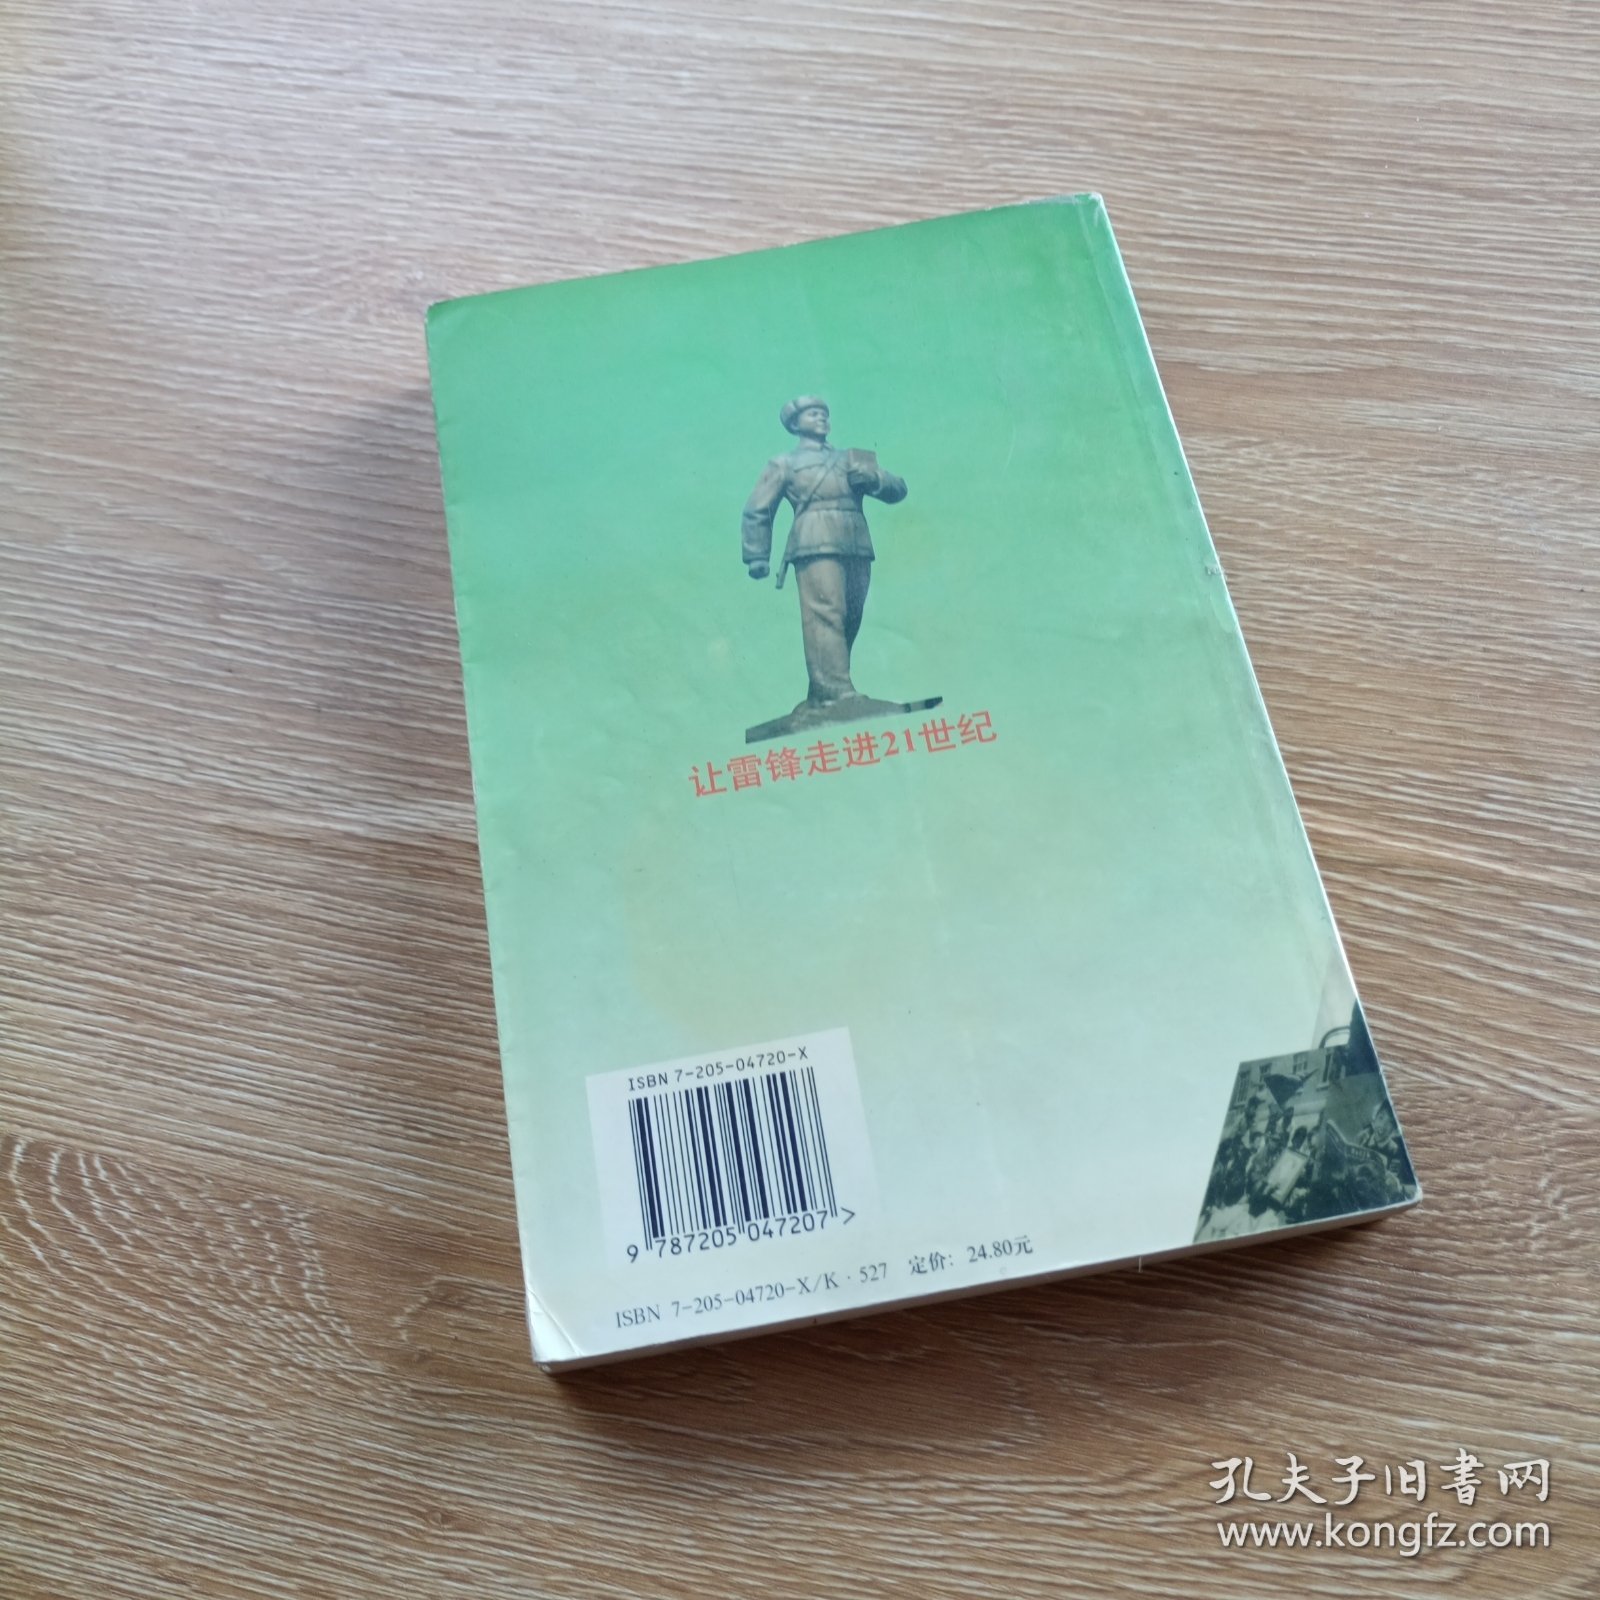 让雷锋走进21世纪
ISBN 7-205-04720-X
9 787205 047207 >
ISBN 7-205-04720-X/K·527 定价：24.80元
孔夫子旧书网
www.kongfz.com